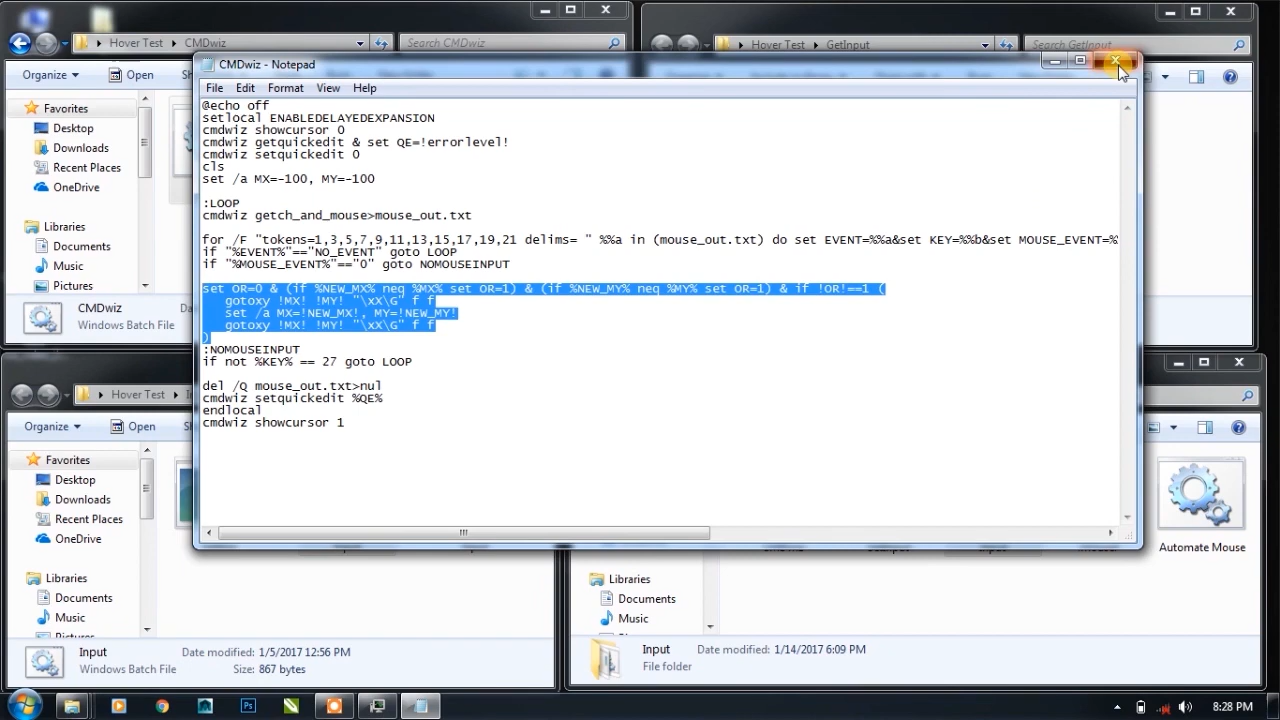 Hover Test
CMDwiz
Search CMDwiz
Hover Test
GetInput
Search GetInput
Organize
Open
CMDwiz - Notepad
File Edit Format View Help
@echo off
setlocal ENABLEDELAYEDEXPANSION
cmdwiz showcursor 0
cmdwiz getquickedit & set QE=!errorlevel!
cmdwiz setquickedit 0
cls
set /a MX=-100, MY=-100
:LOOP
cmdwiz getch_and_mouse>mouse_out.txt
for /F "tokens=1,3,5,7,9,11,13,15,17,19,21 delims= " %%a in (mouse_out.txt) do set EVENT=%%a&set KEY=%%b&set MOUSE_EVENT=%
if "%EVENT%"=="NO_EVENT" goto LOOP
if "%MOUSE_EVENT%"=="0" goto NOMOUSEINPUT
set OR=0 & (if %NEW_MX% neq %MX% set OR=1) & (if %NEW_MY% neq %MY% set OR=1) & if !OR!==1 (
gotoxy !MX! !MY! "\xX\G" f f
set /a MX=!NEW_MX!, MY=!NEW_MY!
gotoxy !MX! !MY! "\xX\G" f f
)
:NOMOUSEINPUT
if not %KEY% == 27 goto LOOP
del /Q mouse_out.txt>nul
cmdwiz setquickedit %QE%
endlocal
cmdwiz showcursor 1
Favorites
Desktop
Downloads
Recent Places
OneDrive
Libraries
Documents
Music
Pictures
CMDwiz
Windows Batch File
Hover Test
Organize
Open
Favorites
Desktop
Downloads
Recent Places
OneDrive
Libraries
Documents
Music
Pictures
Input
Date modified: 1/5/2017 12:56 PM
Windows Batch File
Size: 867 bytes
Automate Mouse
Libraries
Documents
Music
Input
Date modified: 1/14/2017 6:09 PM
File folder
8:28 PM